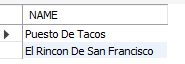 NAME
Puesto De Tacos
El Rincon De San Francisco